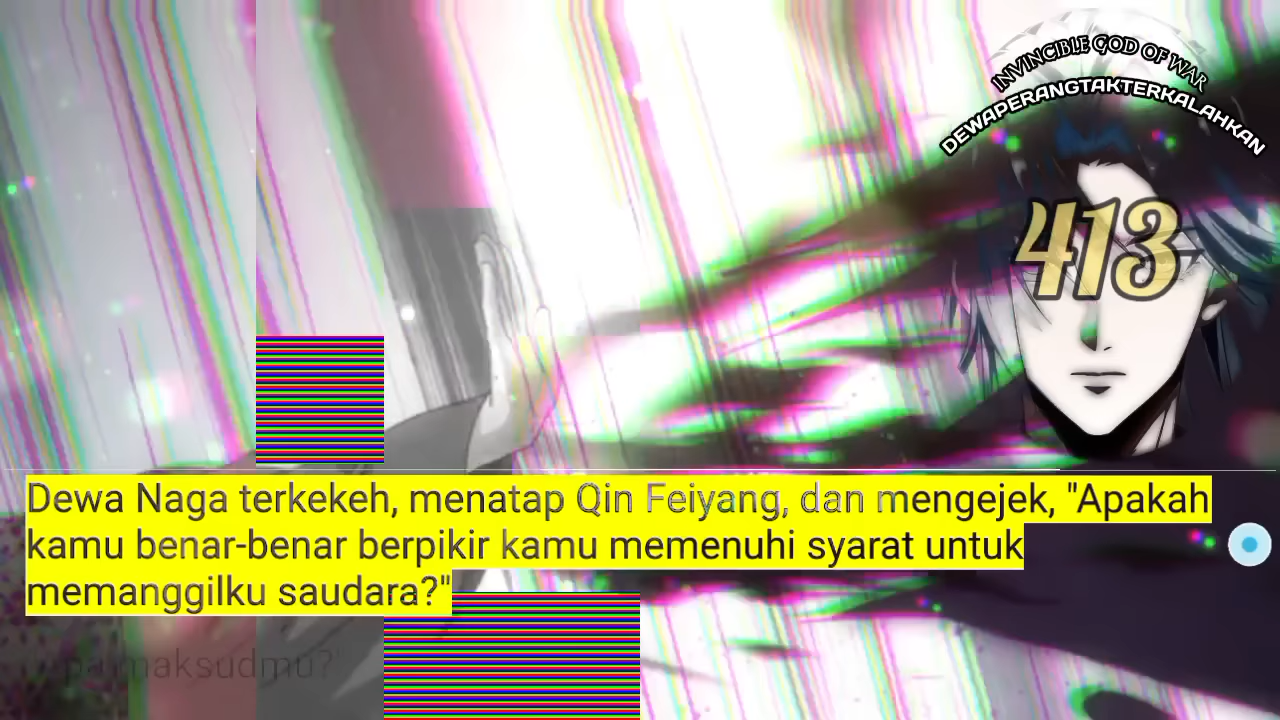 INVINCIBLE GOD OF WAR
DEWAPERANGTAKTERKALAHKAN
413
Dewa Naga terkekeh, menatap Qin Feiyang, dan mengejek, "Apakah
kamu benar-benar berpikir kamu memenuhi syarat untuk
memanggilku saudara?"
maksudmu?"